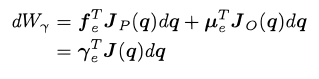 dW_γ = f_e^T J_P(q)dq + μ_e^T J_O(q)dq
= γ_e^T J(q)dq